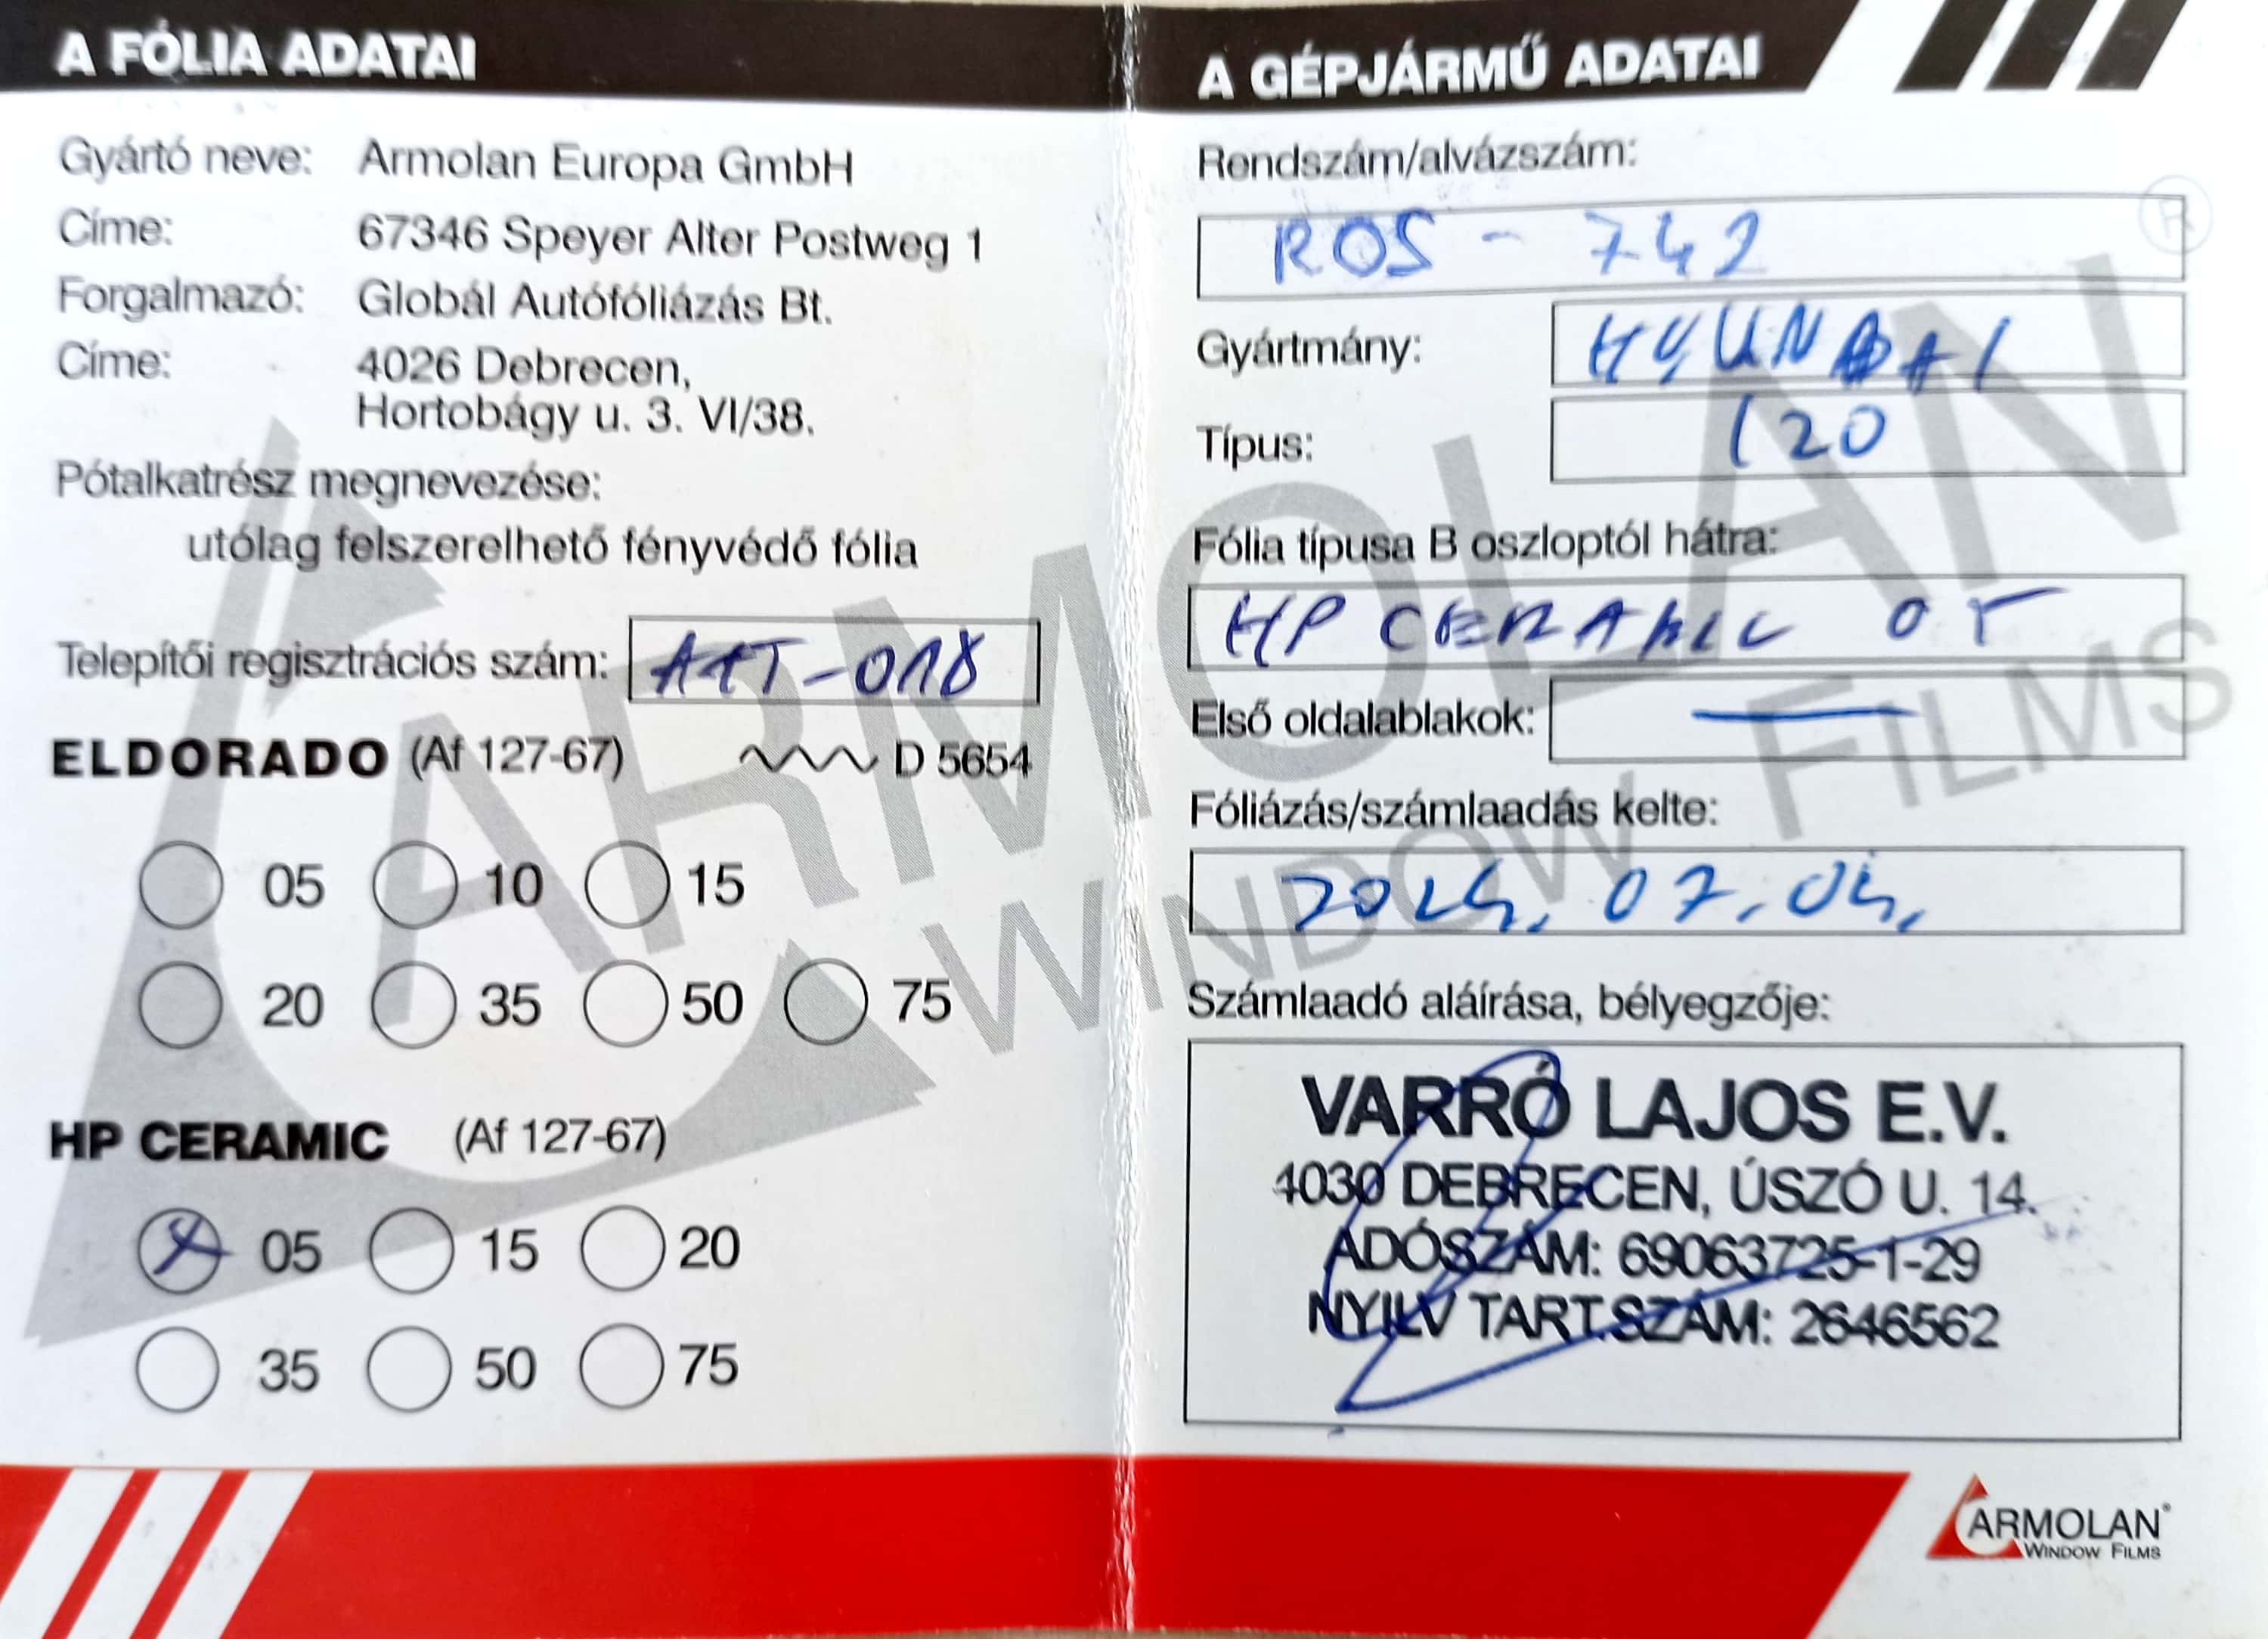 A FÓLIA ADATAI
Gyártó neve: Armolan Europa GmbH
Címe: 67346 Speyer Alter Postweg 1
Forgalmazó: Globál Autófóliázás Bt.
Címe: 4026 Debrecen,
Hortobágy u. 3. VI/38.
Pótalkatrész megnevezése:
utólag felszerelhető fényvédő fólia
Telepítői regisztrációs szám: AAT-018
ELDORADO (Af 127-67) D 5654
05 10 15
20 35 50 75
HP CERAMIC (Af 127-67)
X 05 15 20
35 50 75
A GÉPJÁRMŰ ADATAI
Rendszám/alvázszám:
ROS - 742
Gyártmány: HYUNDAI
Típus: I20
Fólia típusa B oszloptól hátra:
HP CERAMIC 05
Első oldalablakok: —
Fóliázás/számlaadás kelte:
2024. 07. 04.
Számlaadó aláírása, bélyegzője:
VARRÓ LAJOS E.V.
4030 DEBRECEN, ÚSZÓ U. 14.
ADÓSZÁM: 69063725-1-29
NYILV TART.SZÁM: 2646562
ARMOLAN®
WINDOW FILMS
ARMOLAN®
WINDOW FILMS